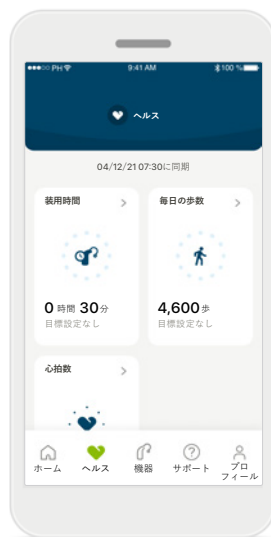 ●●●○○ PH 9:41 AM 100 %
ヘルス
04/12/21 07:30に同期
装用時間 >
毎日の歩数 >
0 時間 30分
目標設定なし
4,600 歩
目標設定なし
心拍数 >
ホーム
ヘルス
機器
サポート
プロ
フィール